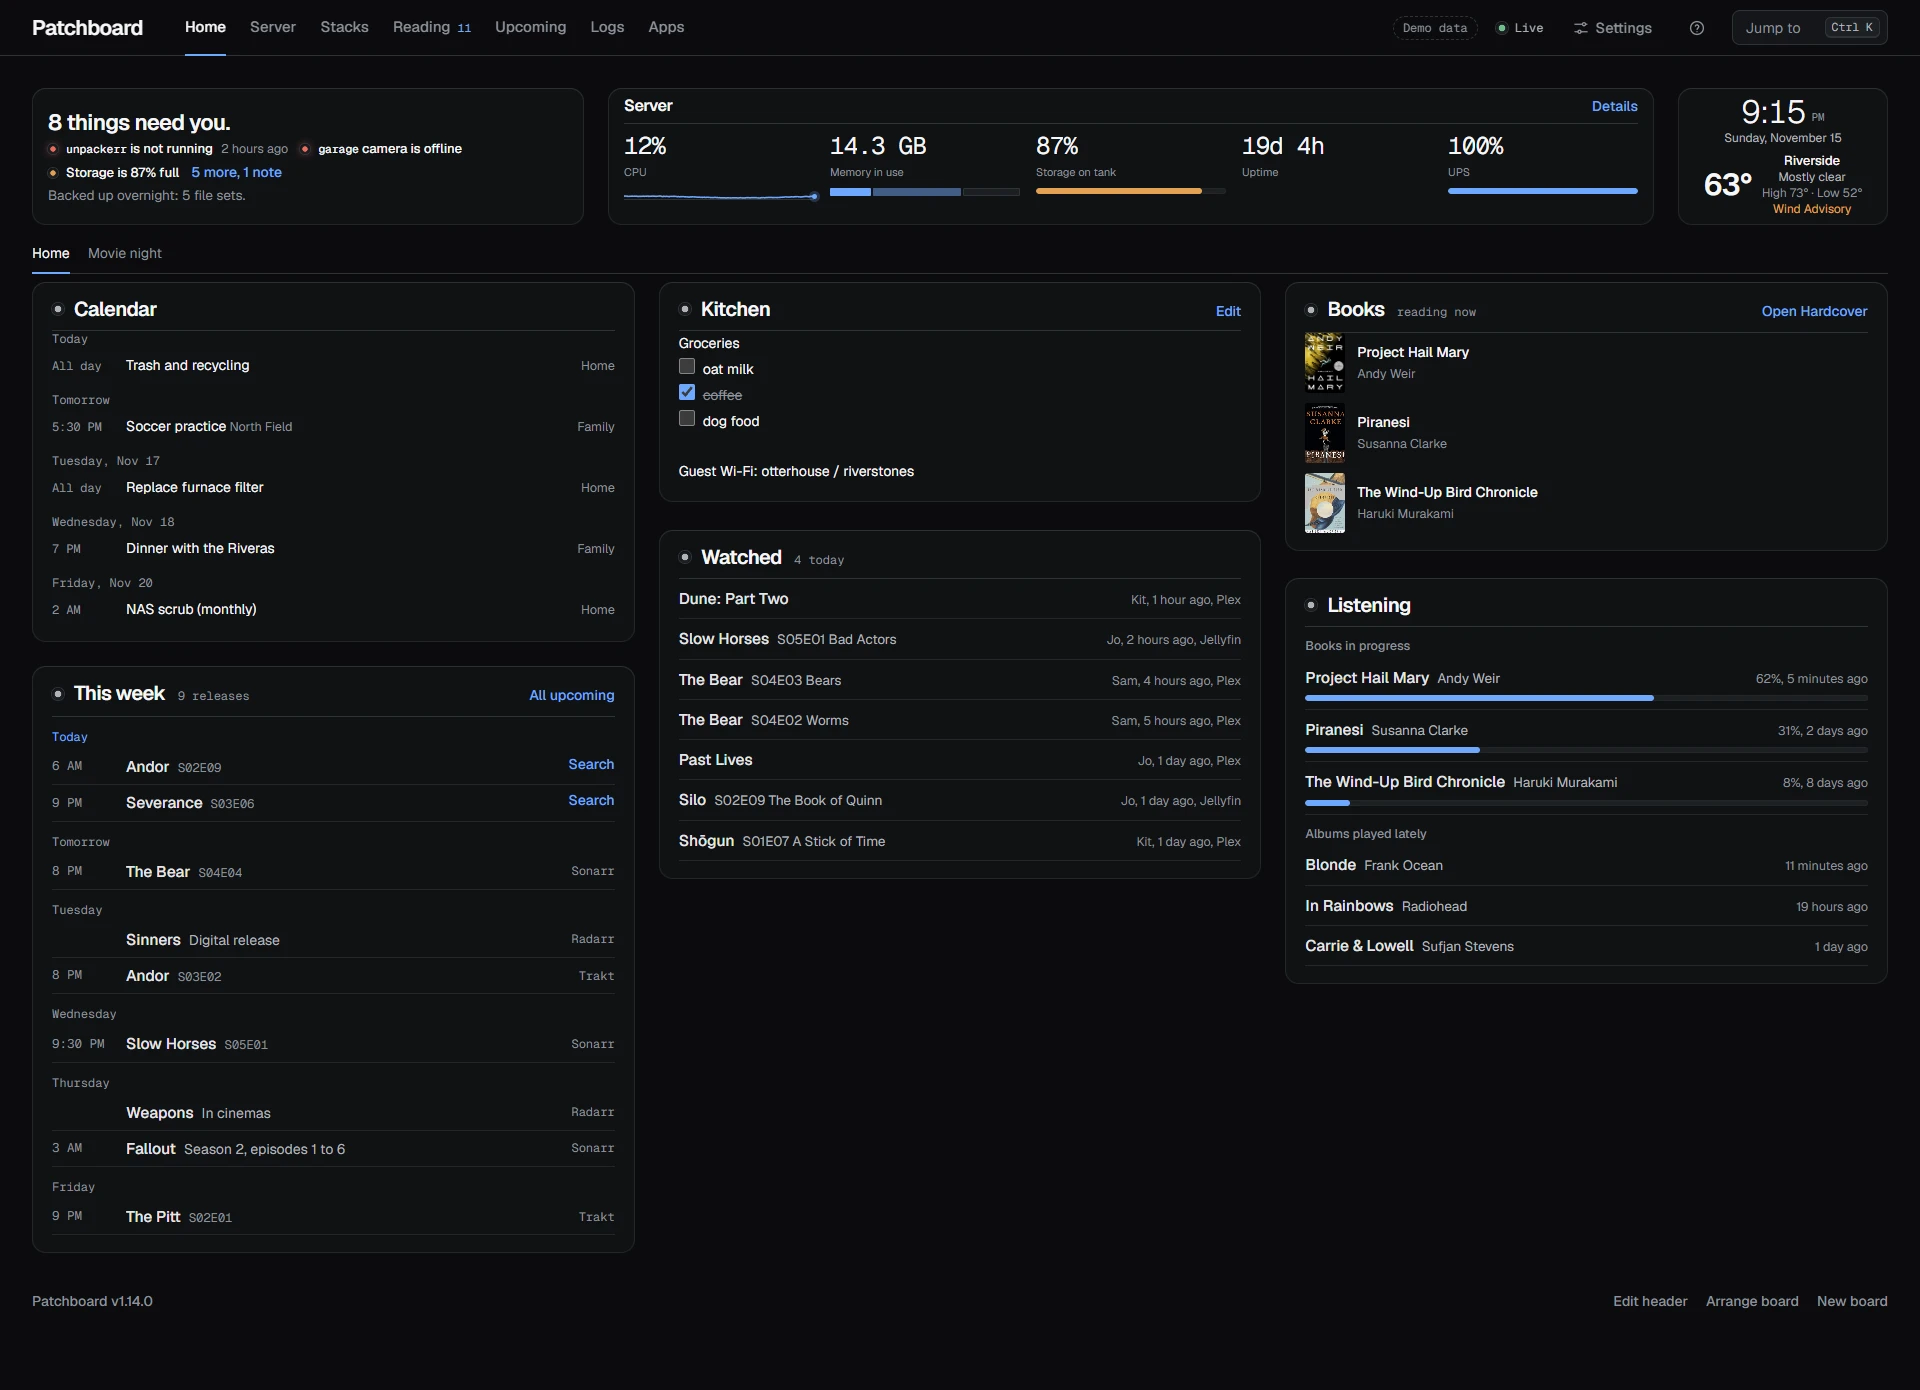 Patchboard
Home Server Stacks Reading 11 Upcoming Logs Apps
Demo data Live Settings Jump to Ctrl K
8 things need you.
unpackerr is not running 2 hours ago garage camera is offline
Storage is 87% full 5 more, 1 note
Backed up overnight: 5 file sets.
Server Details
12% 14.3 GB 87% 19d 4h 100%
CPU Memory in use Storage on tank Uptime UPS
9:15 PM
Sunday, November 15
63°
Riverside
Mostly clear
High 73° · Low 52°
Wind Advisory
Home Movie night
Calendar
Today
All day Trash and recycling Home
Tomorrow
5:30 PM Soccer practice North Field Family
Tuesday, Nov 17
All day Replace furnace filter Home
Wednesday, Nov 18
7 PM Dinner with the Riveras Family
Friday, Nov 20
2 AM NAS scrub (monthly) Home
This week 9 releases All upcoming
Today
6 AM Andor S02E09 Search
9 PM Severance S03E06 Search
Tomorrow
8 PM The Bear S04E04 Sonarr
Tuesday
Sinners Digital release Radarr
8 PM Andor S03E02 Trakt
Wednesday
9:30 PM Slow Horses S05E01 Sonarr
Thursday
Weapons In cinemas Radarr
3 AM Fallout Season 2, episodes 1 to 6 Sonarr
Friday
9 PM The Pitt S02E01 Trakt
Kitchen Edit
Groceries
oat milk
coffee
dog food
Guest Wi-Fi: otterhouse / riverstones
Watched 4 today
Dune: Part Two Kit, 1 hour ago, Plex
Slow Horses S05E01 Bad Actors Jo, 2 hours ago, Jellyfin
The Bear S04E03 Bears Sam, 4 hours ago, Plex
The Bear S04E02 Worms Sam, 5 hours ago, Plex
Past Lives Jo, 1 day ago, Plex
Silo S02E09 The Book of Quinn Jo, 1 day ago, Jellyfin
Shōgun S01E07 A Stick of Time Kit, 1 day ago, Plex
Books reading now Open Hardcover
ANDY
WEIR
HAIL
MARY
Project Hail Mary
Andy Weir
SUSANNA
CLARKE
PIRANESI
Piranesi
Susanna Clarke
The Wind-Up Bird Chronicle
Haruki Murakami
Listening
Books in progress
Project Hail Mary Andy Weir 62%, 5 minutes ago
Piranesi Susanna Clarke 31%, 2 days ago
The Wind-Up Bird Chronicle Haruki Murakami 8%, 8 days ago
Albums played lately
Blonde Frank Ocean 11 minutes ago
In Rainbows Radiohead 19 hours ago
Carrie & Lowell Sufjan Stevens 1 day ago
Patchboard v1.14.0
Edit header Arrange board New board